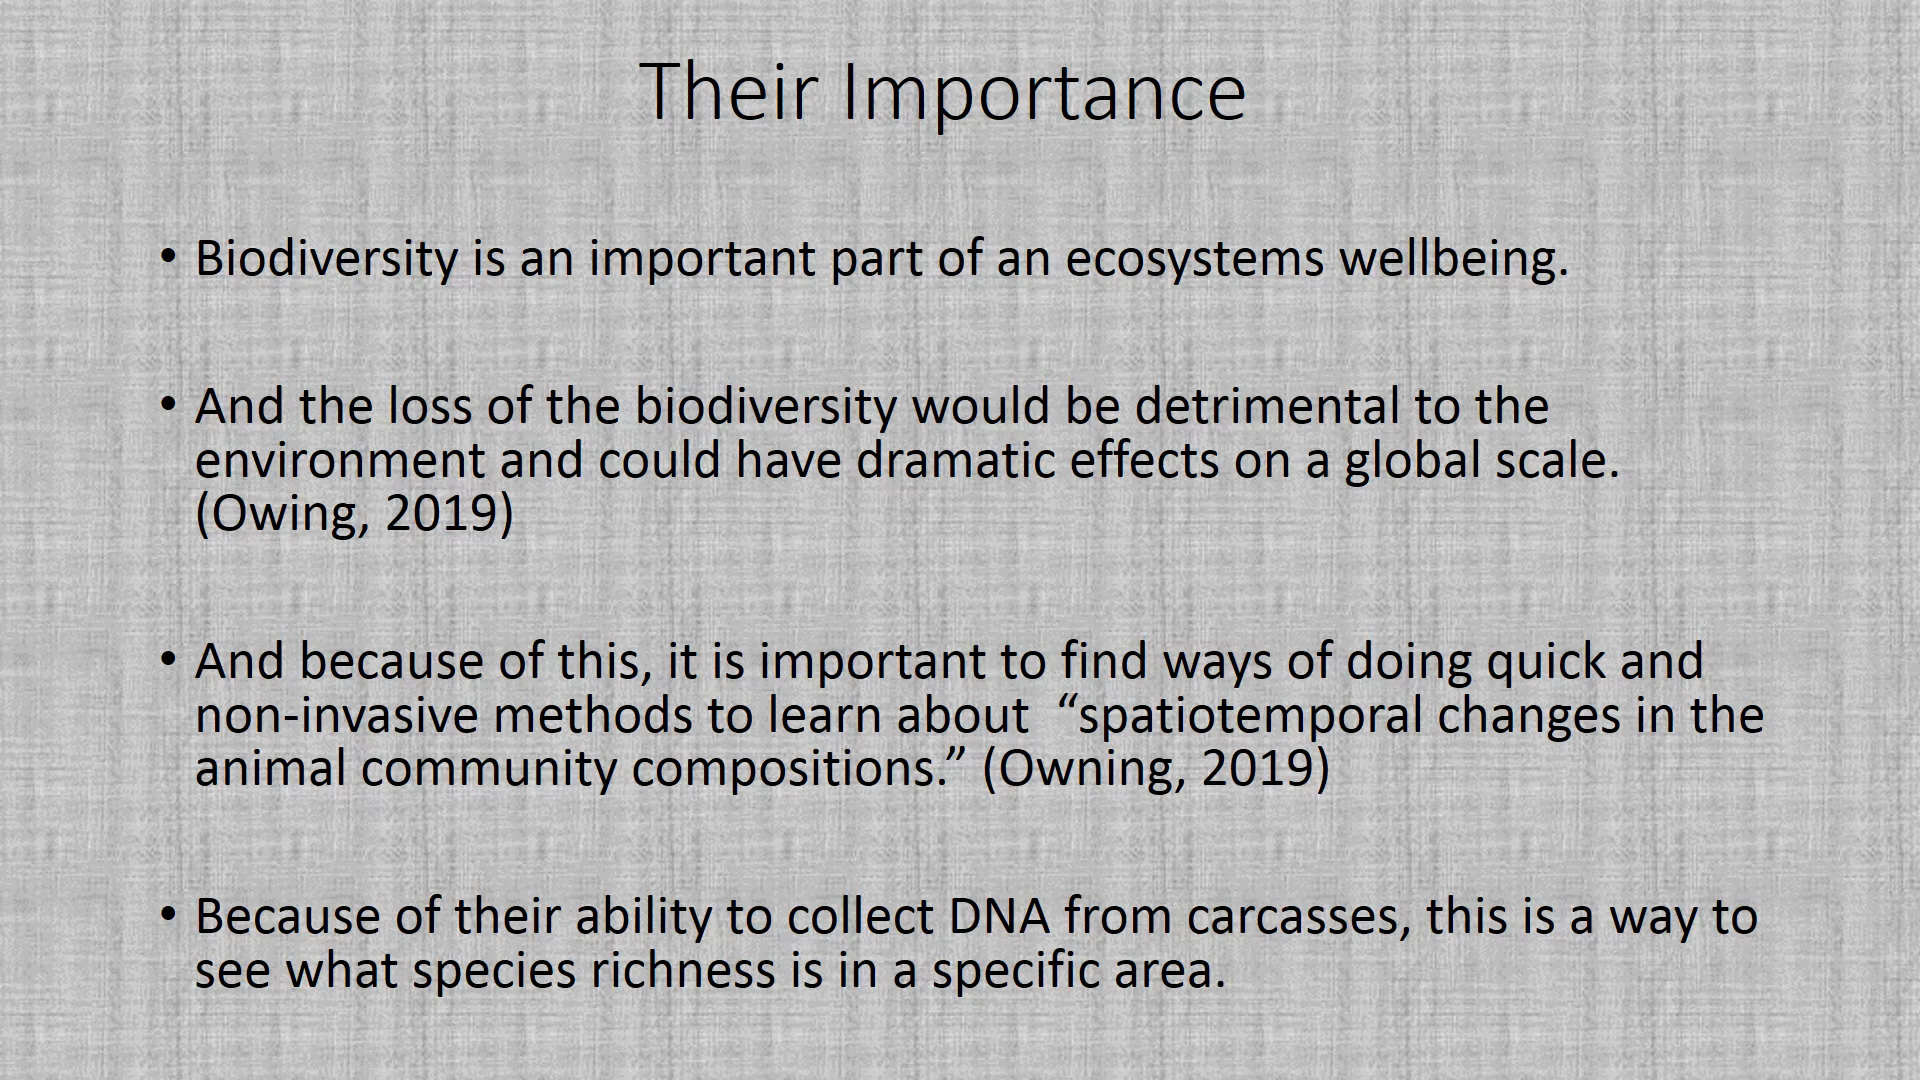 Their Importance
• Biodiversity is an important part of an ecosystems wellbeing.
• And the loss of the biodiversity would be detrimental to the
environment and could have dramatic effects on a global scale.
(Owing, 2019)
• And because of this, it is important to find ways of doing quick and
non-invasive methods to learn about  “spatiotemporal changes in the
animal community compositions.” (Owning, 2019)
• Because of their ability to collect DNA from carcasses, this is a way to
see what species richness is in a specific area.